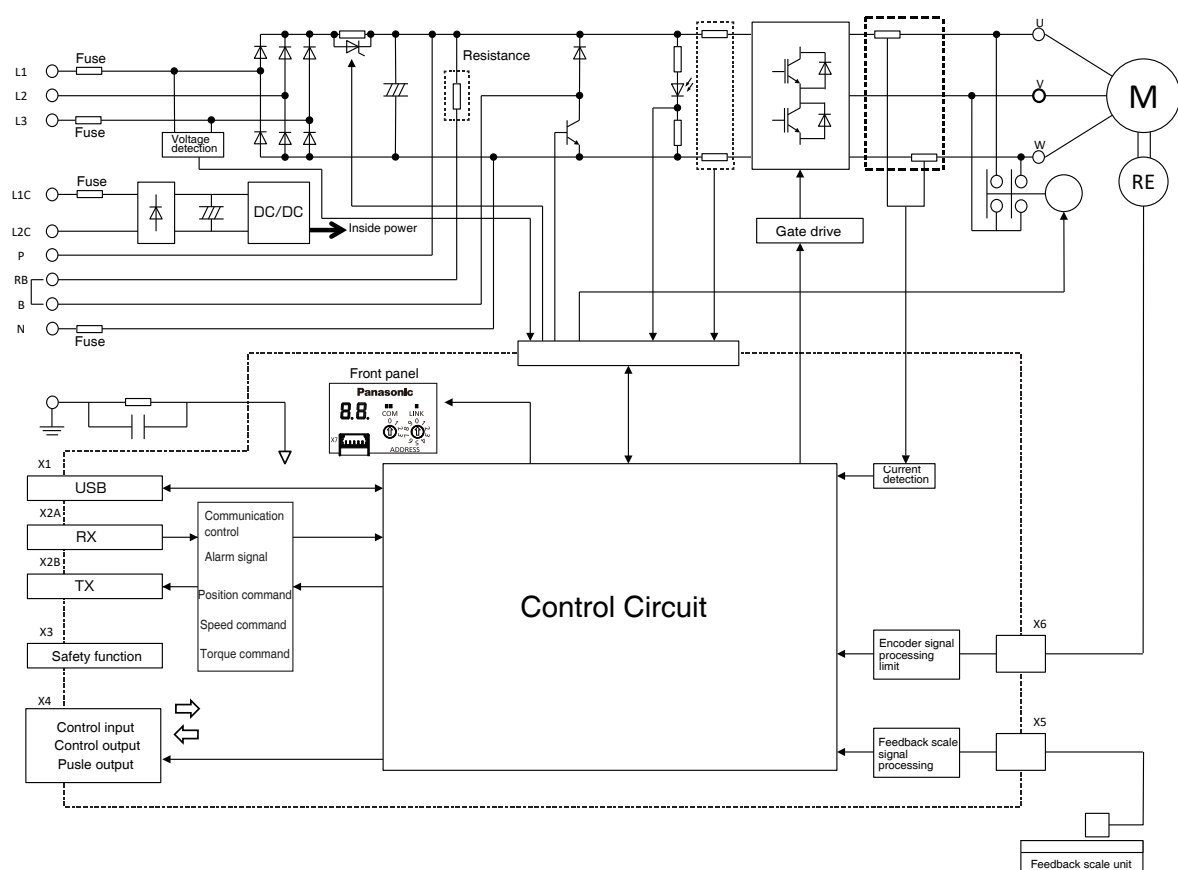 U
Fuse
Resistance
L1
L2
V
M
L3
Fuse
Voltage
detection
W
Fuse
L1C
RE
DC/DC
L2C
Inside power
Gate drive
P
RB
B
N
Fuse
Front panel
Panasonic
8.8.
COM
LINK
X7
ADDRESS
X1
USB
Current
detection
X2A
RX
Communication
control
Alarm signal
X2B
TX
Position command
Speed command
Torque command
Control Circuit
X3
Safety function
X6
Encoder signal
processing
limit
X4
Control input
Control output
Pusle output
X5
Feedback scale
signal
processing
Feedback scale unit